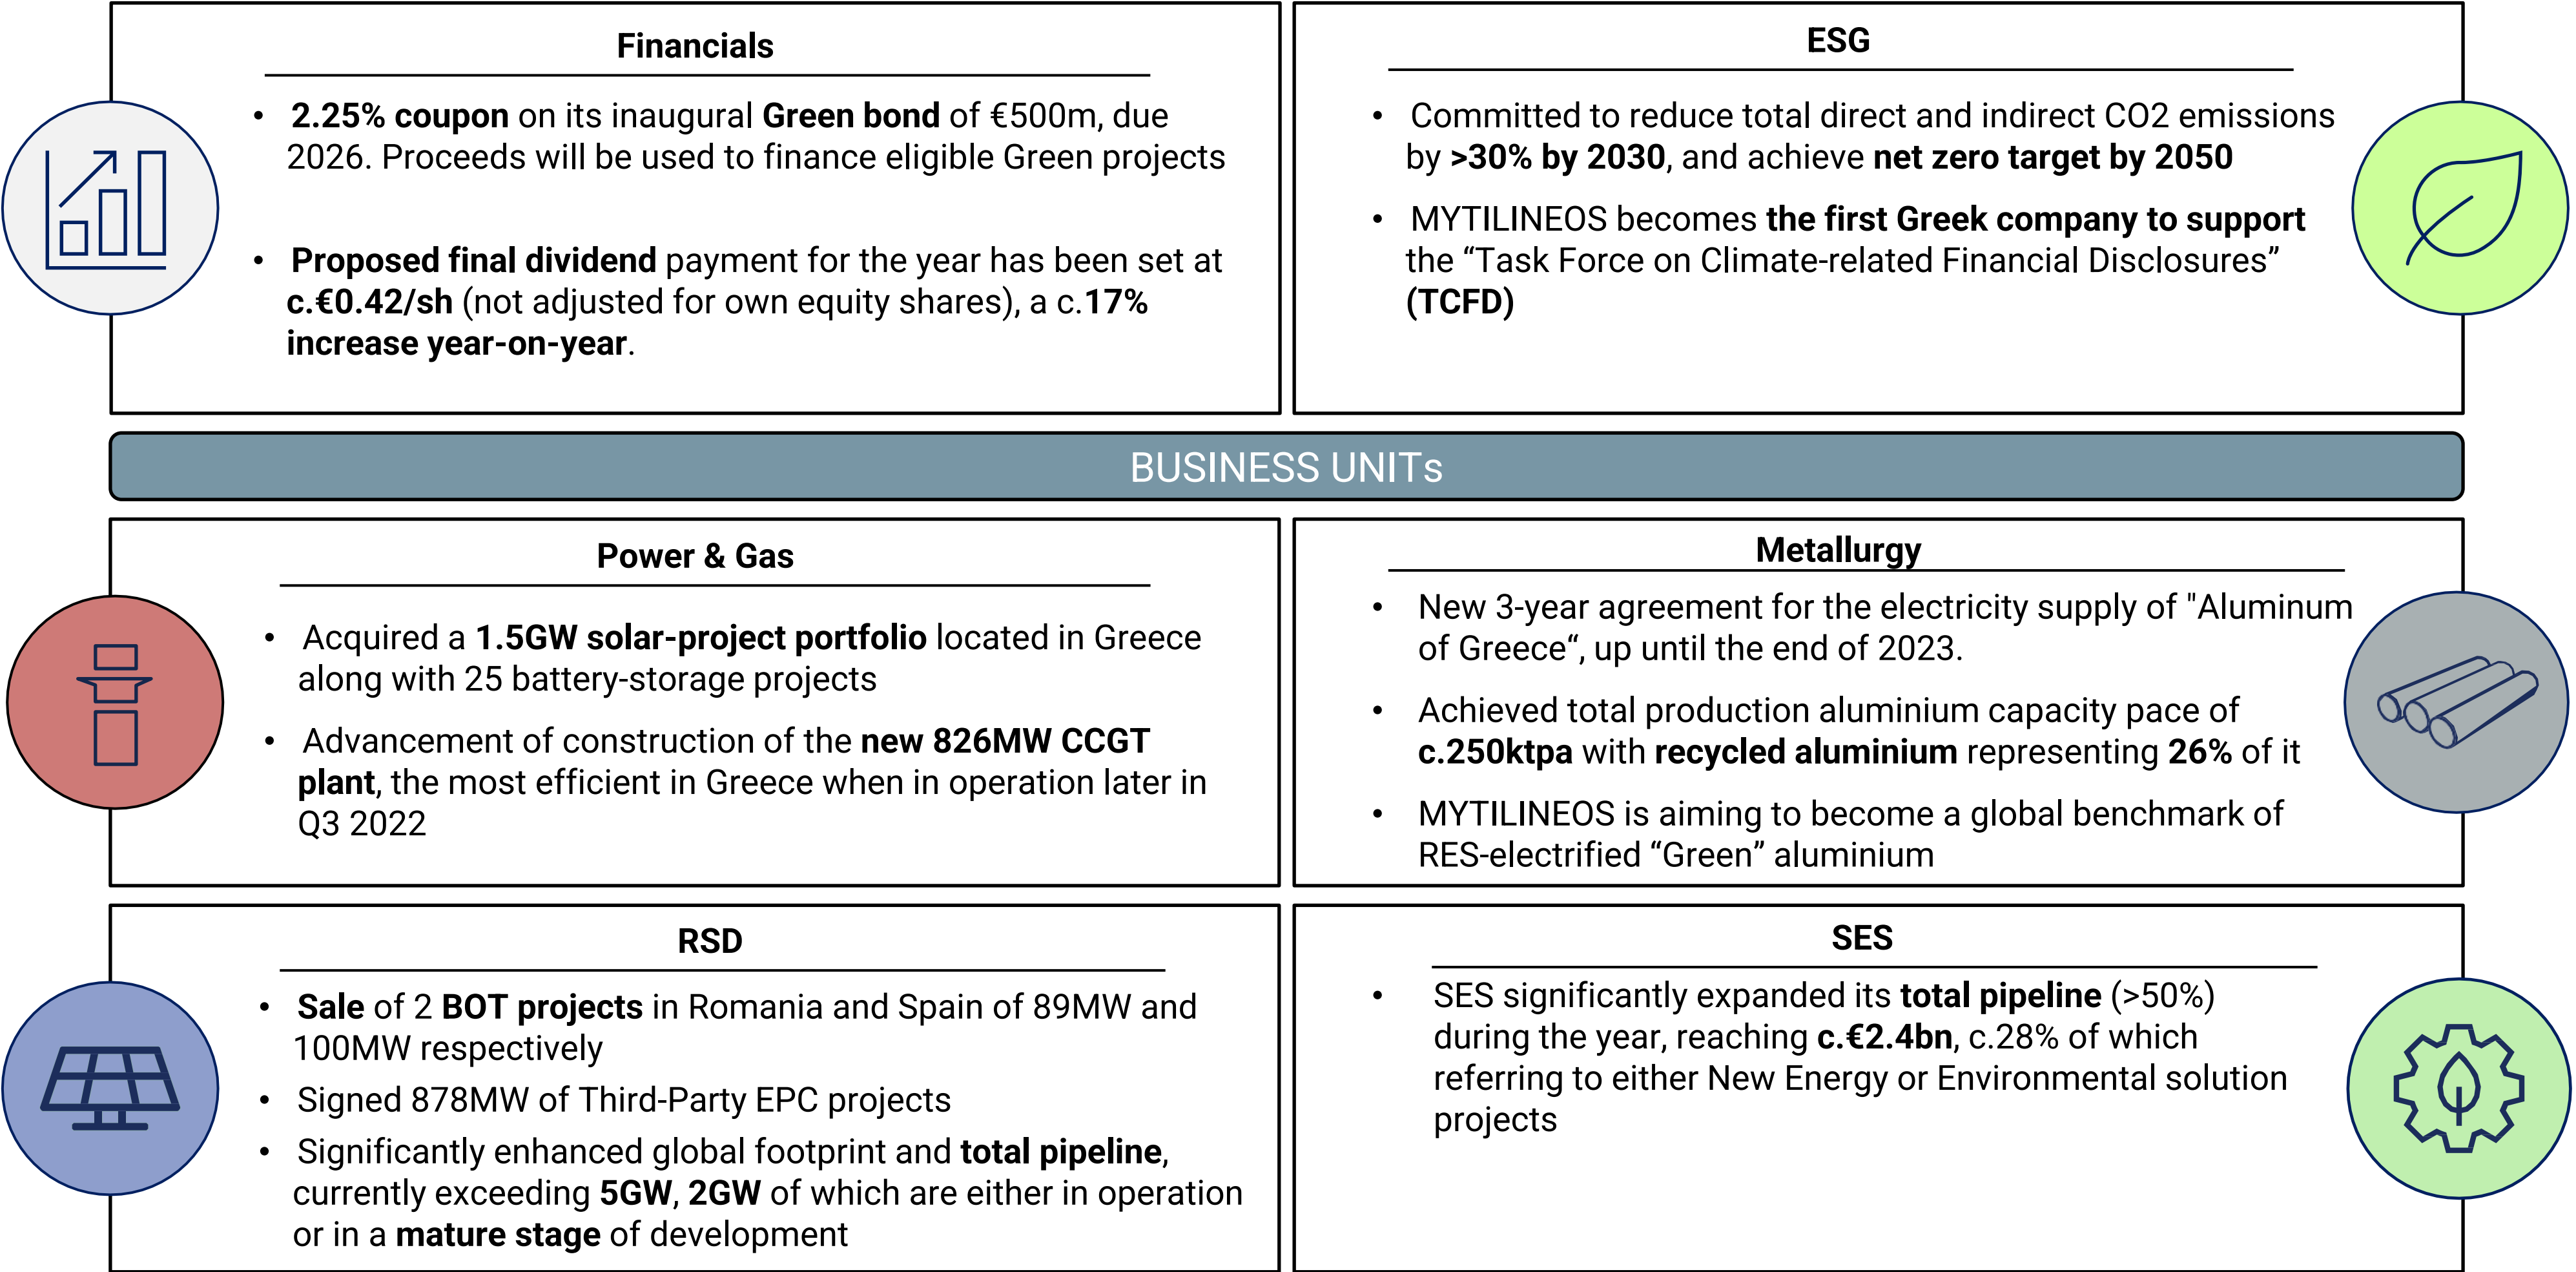 Financials
• 2.25% coupon on its inaugural Green bond of €500m, due
2026. Proceeds will be used to finance eligible Green projects
• Proposed final dividend payment for the year has been set at
c.€0.42/sh (not adjusted for own equity shares), a c.17%
increase year-on-year.
ESG
• Committed to reduce total direct and indirect CO2 emissions
by >30% by 2030, and achieve net zero target by 2050
• MYTILINEOS becomes the first Greek company to support
the “Task Force on Climate-related Financial Disclosures”
(TCFD)
BUSINESS UNITs
Power & Gas
• Acquired a 1.5GW solar-project portfolio located in Greece
along with 25 battery-storage projects
• Advancement of construction of the new 826MW CCGT
plant, the most efficient in Greece when in operation later in
Q3 2022
Metallurgy
• New 3-year agreement for the electricity supply of "Aluminum
of Greece“, up until the end of 2023.
• Achieved total production aluminium capacity pace of
c.250ktpa with recycled aluminium representing 26% of it
• MYTILINEOS is aiming to become a global benchmark of
RES-electrified “Green” aluminium
RSD
• Sale of 2 BOT projects in Romania and Spain of 89MW and
100MW respectively
• Signed 878MW of Third-Party EPC projects
• Significantly enhanced global footprint and total pipeline,
currently exceeding 5GW, 2GW of which are either in operation
or in a mature stage of development
SES
• SES significantly expanded its total pipeline (>50%)
during the year, reaching c.€2.4bn, c.28% of which
referring to either New Energy or Environmental solution
projects